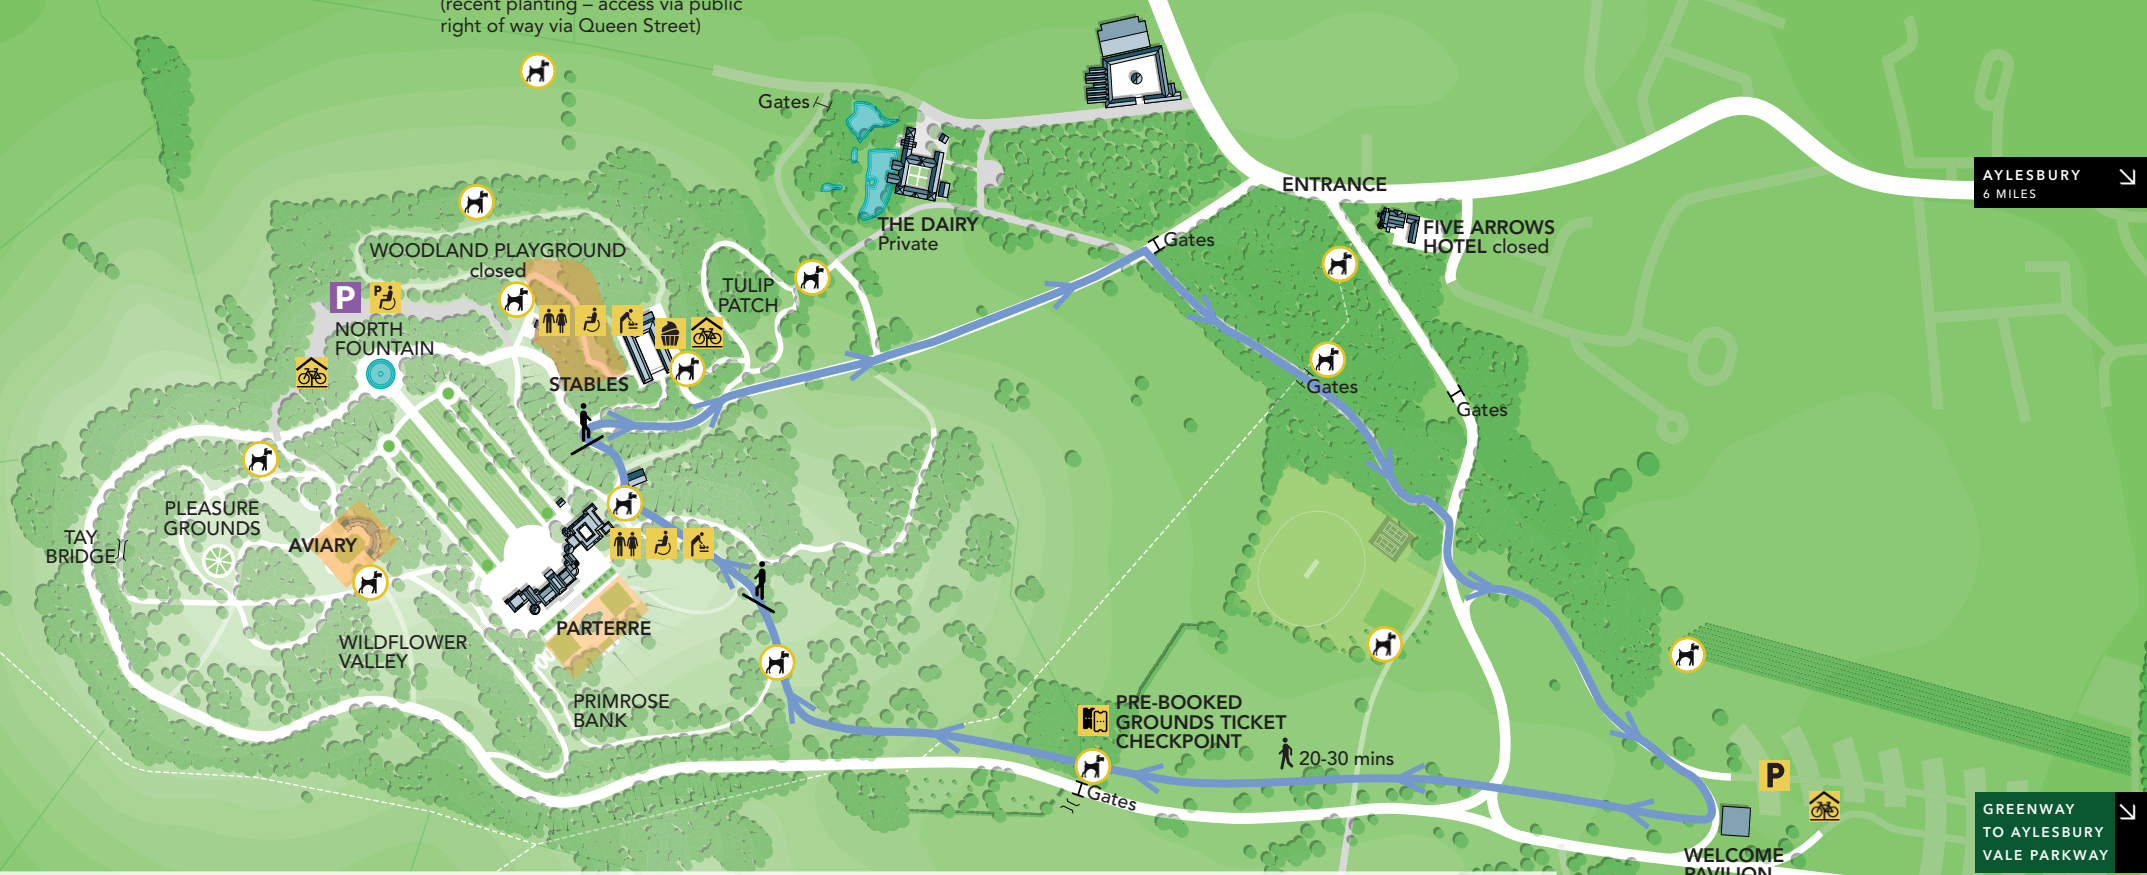 (recent planting – access via public
right of way via Queen Street)
Gates
ENTRANCE
AYLESBURY
6 MILES
THE DAIRY
Private
Gates
FIVE ARROWS
HOTEL closed
WOODLAND PLAYGROUND
closed
TULIP
PATCH
P
P
NORTH
FOUNTAIN
STABLES
Gates
Gates
PLEASURE
GROUNDS
TAY
BRIDGE
AVIARY
PARTERRE
WILDFLOWER
VALLEY
PRIMROSE
BANK
PRE-BOOKED
GROUNDS TICKET
CHECKPOINT
20-30 mins
Gates
P
GREENWAY
TO AYLESBURY
VALE PARKWAY
WELCOME
PAVILION